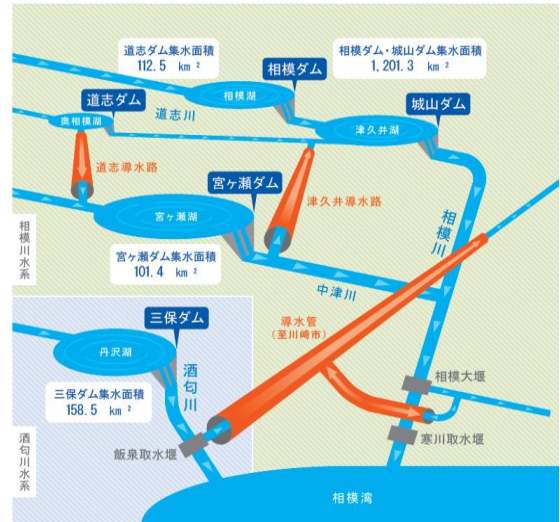 道志ダム集水面積
112.5 km²
相模ダム
相模ダム・城山ダム集水面積
1,201.3 km²
道志ダム
奥相模湖
道志川
相模湖
城山ダム
津久井湖
道志導水路
宮ヶ瀬ダム
津久井導水路
宮ヶ瀬湖
相模川
相模川水系
宮ヶ瀬ダム集水面積
101.4 km²
中津川
三保ダム
導水管
(至川崎市)
丹沢湖
酒匂川
相模大堰
三保ダム集水面積
158.5 km²
飯泉取水堰
寒川取水堰
酒匂川水系
相模湾